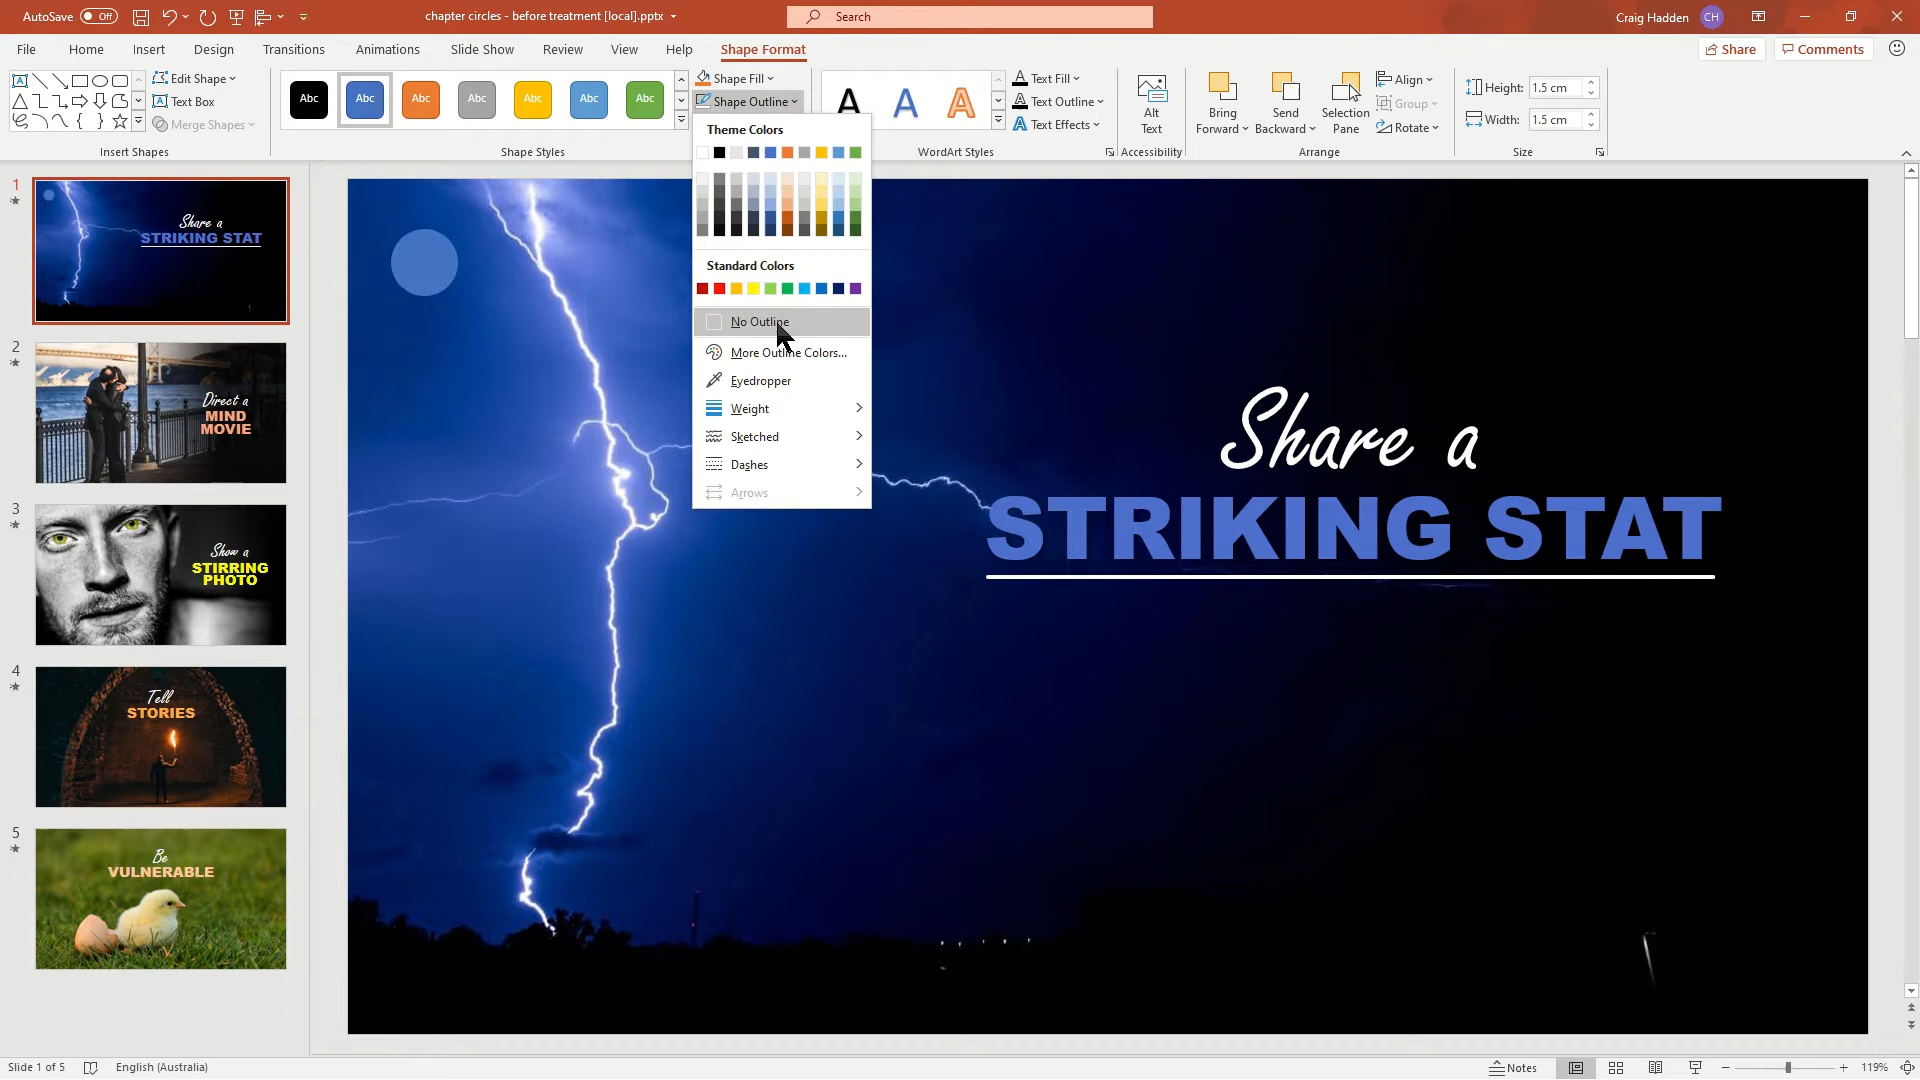 AutoSave Off
chapter circles - before treatment [local].pptx
Search
Craig Hadden CH
File Home Insert Design Transitions Animations Slide Show Review View Help Shape Format
Share Comments
Edit Shape
Text Box
Merge Shapes
Insert Shapes
Abc Abc Abc Abc Abc Abc Abc
Shape Styles
Shape Fill
Shape Outline
A A A
Text Fill
Text Outline
Text Effects
WordArt Styles
Alt
Text
Accessibility
Bring
Forward
Send
Backward
Selection
Pane
Align
Group
Rotate
Arrange
Height: 1.5 cm
Width: 1.5 cm
Size
Theme Colors
Standard Colors
No Outline
More Outline Colors...
Eyedropper
Weight
Sketched
Dashes
Arrows
1
Share a
STRIKING STAT
2
Direct a
MIND
MOVIE
3
Show a
STIRRING
PHOTO
4
Tell
STORIES
5
Be
VULNERABLE
Share a
STRIKING STAT
Slide 1 of 5
English (Australia)
Notes
119%